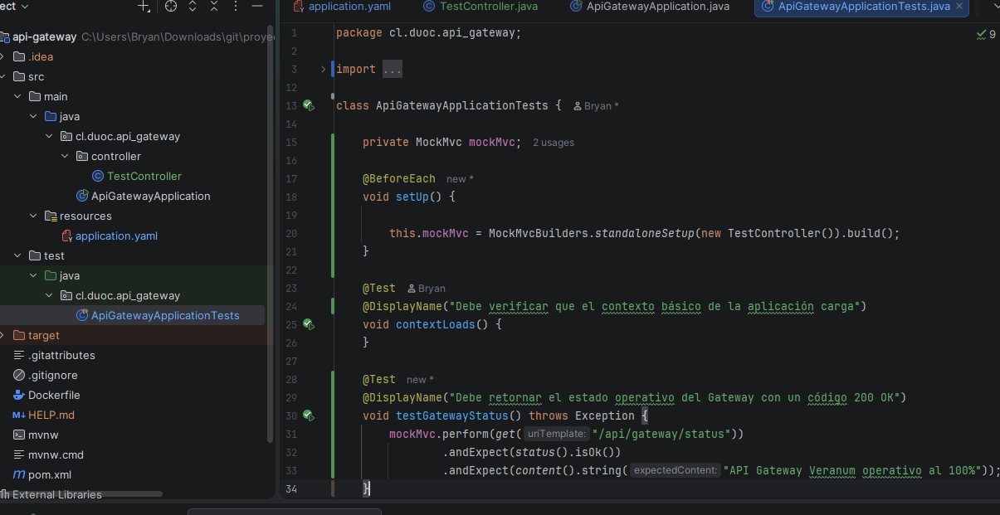 ect
application.yaml
TestController.java
ApiGatewayApplication.java
ApiGatewayApplicationTests.java
api-gateway C:\Users\Bryan\Downloads\git\proye
.idea
src
main
java
cl.duoc.api_gateway
controller
TestController
ApiGatewayApplication
resources
application.yaml
test
java
cl.duoc.api_gateway
ApiGatewayApplicationTests
target
.gitattributes
.gitignore
Dockerfile
M↓ HELP.md
mvnw
mvnw.cmd
m pom.xml
External Libraries
9
1 package cl.duoc.api_gateway;
2
3 import ...
12
13 class ApiGatewayApplicationTests { Bryan *
14
15 private MockMvc mockMvc; 2 usages
16
17 @BeforeEach new *
18 void setUp() {
19
20 this.mockMvc = MockMvcBuilders.standaloneSetup(new TestController()).build();
21 }
22
23 @Test Bryan
24 @DisplayName("Debe verificar que el contexto básico de la aplicación carga")
25 void contextLoads() {
26 }
27
28 @Test new *
29 @DisplayName("Debe retornar el estado operativo del Gateway con un código 200 OK")
30 void testGatewayStatus() throws Exception {
31 mockMvc.perform(get( uriTemplate: "/api/gateway/status"))
32 .andExpect(status().isOk())
33 .andExpect(content().string( expectedContent: "API Gateway Veranum operativo al 100%"));
34 }